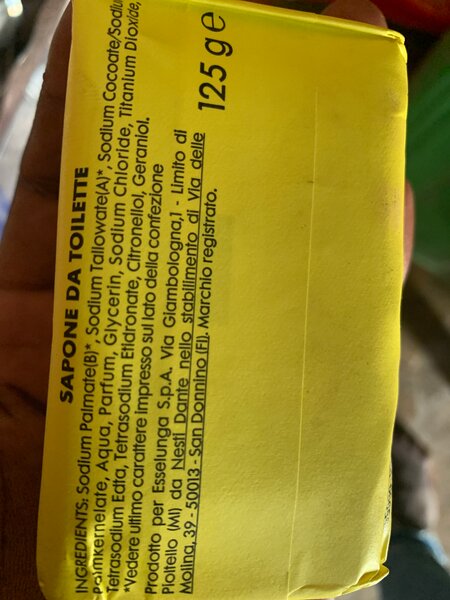 SAPONE DA TOILETTE
INGREDIENTS: Sodium Palmate(B)*, Sodium Tallowate(A)*, Sodium Cocoate/Sodium
Palmkernelate, Aqua, Parfum, Glycerin, Sodium Chloride, Titanium Dioxide,
Tetrasodium Edta, Tetrasodium Etidronate, Citronellol, Geraniol.
*Vedere ultimo carattere impresso sul lato della confezione
Prodotto per Esselunga S.p.A. Via Giambologna,1 - Limito di
Pioltello (MI) da Nesti Dante nello stabilimento di Via delle
Molina, 39 - 50013 - San Donnino (FI). Marchio registrato.
125 g e